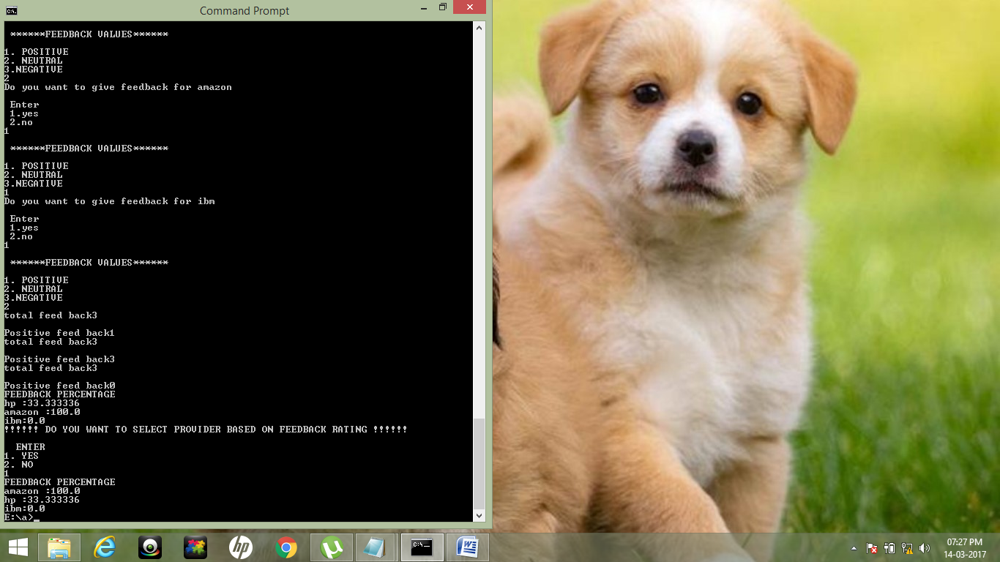 Command Prompt
******FEEDBACK VALUES******
1. POSITIVE
2. NEUTRAL
3.NEGATIVE
2
Do you want to give feedback for amazon
Enter
1.yes
2.no
1
******FEEDBACK VALUES******
1. POSITIVE
2. NEUTRAL
3.NEGATIVE
1
Do you want to give feedback for ibm
Enter
1.yes
2.no
1
******FEEDBACK VALUES******
1. POSITIVE
2. NEUTRAL
3.NEGATIVE
2
total feed back3
Positive feed back1
total feed back3
Positive feed back3
total feed back3
Positive feed back0
FEEDBACK PERCENTAGE
hp :33.333336
amazon :100.0
ibm:0.0
!!!!!! DO YOU WANT TO SELECT PROVIDER BASED ON FEEDBACK RATING !!!!!!
ENTER
1. YES
2. NO
1
FEEDBACK PERCENTAGE
amazon :100.0
hp :33.333336
ibm:0.0
E:\a>_
07:27 PM
14-03-2017